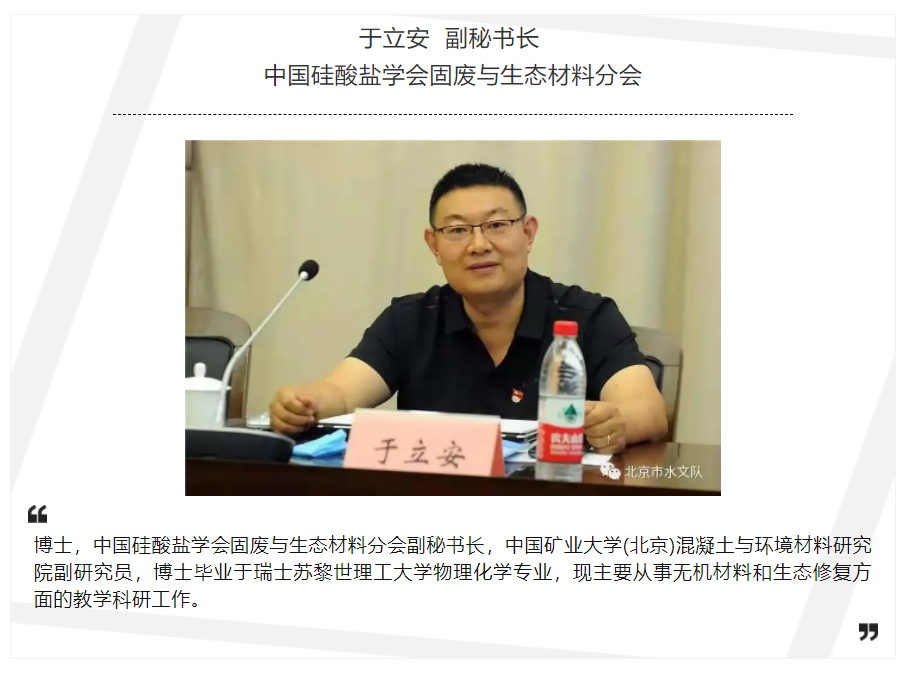 于立安 副秘书长
中国硅酸盐学会固废与生态材料分会
于立安
农夫山
北京市水文队
博士，中国硅酸盐学会固废与生态材料分会副秘书长，中国矿业大学(北京)混凝土与环境材料研究
院副研究员，博士毕业于瑞士苏黎世理工大学物理化学专业，现主要从事无机材料和生态修复方
面的教学科研工作。